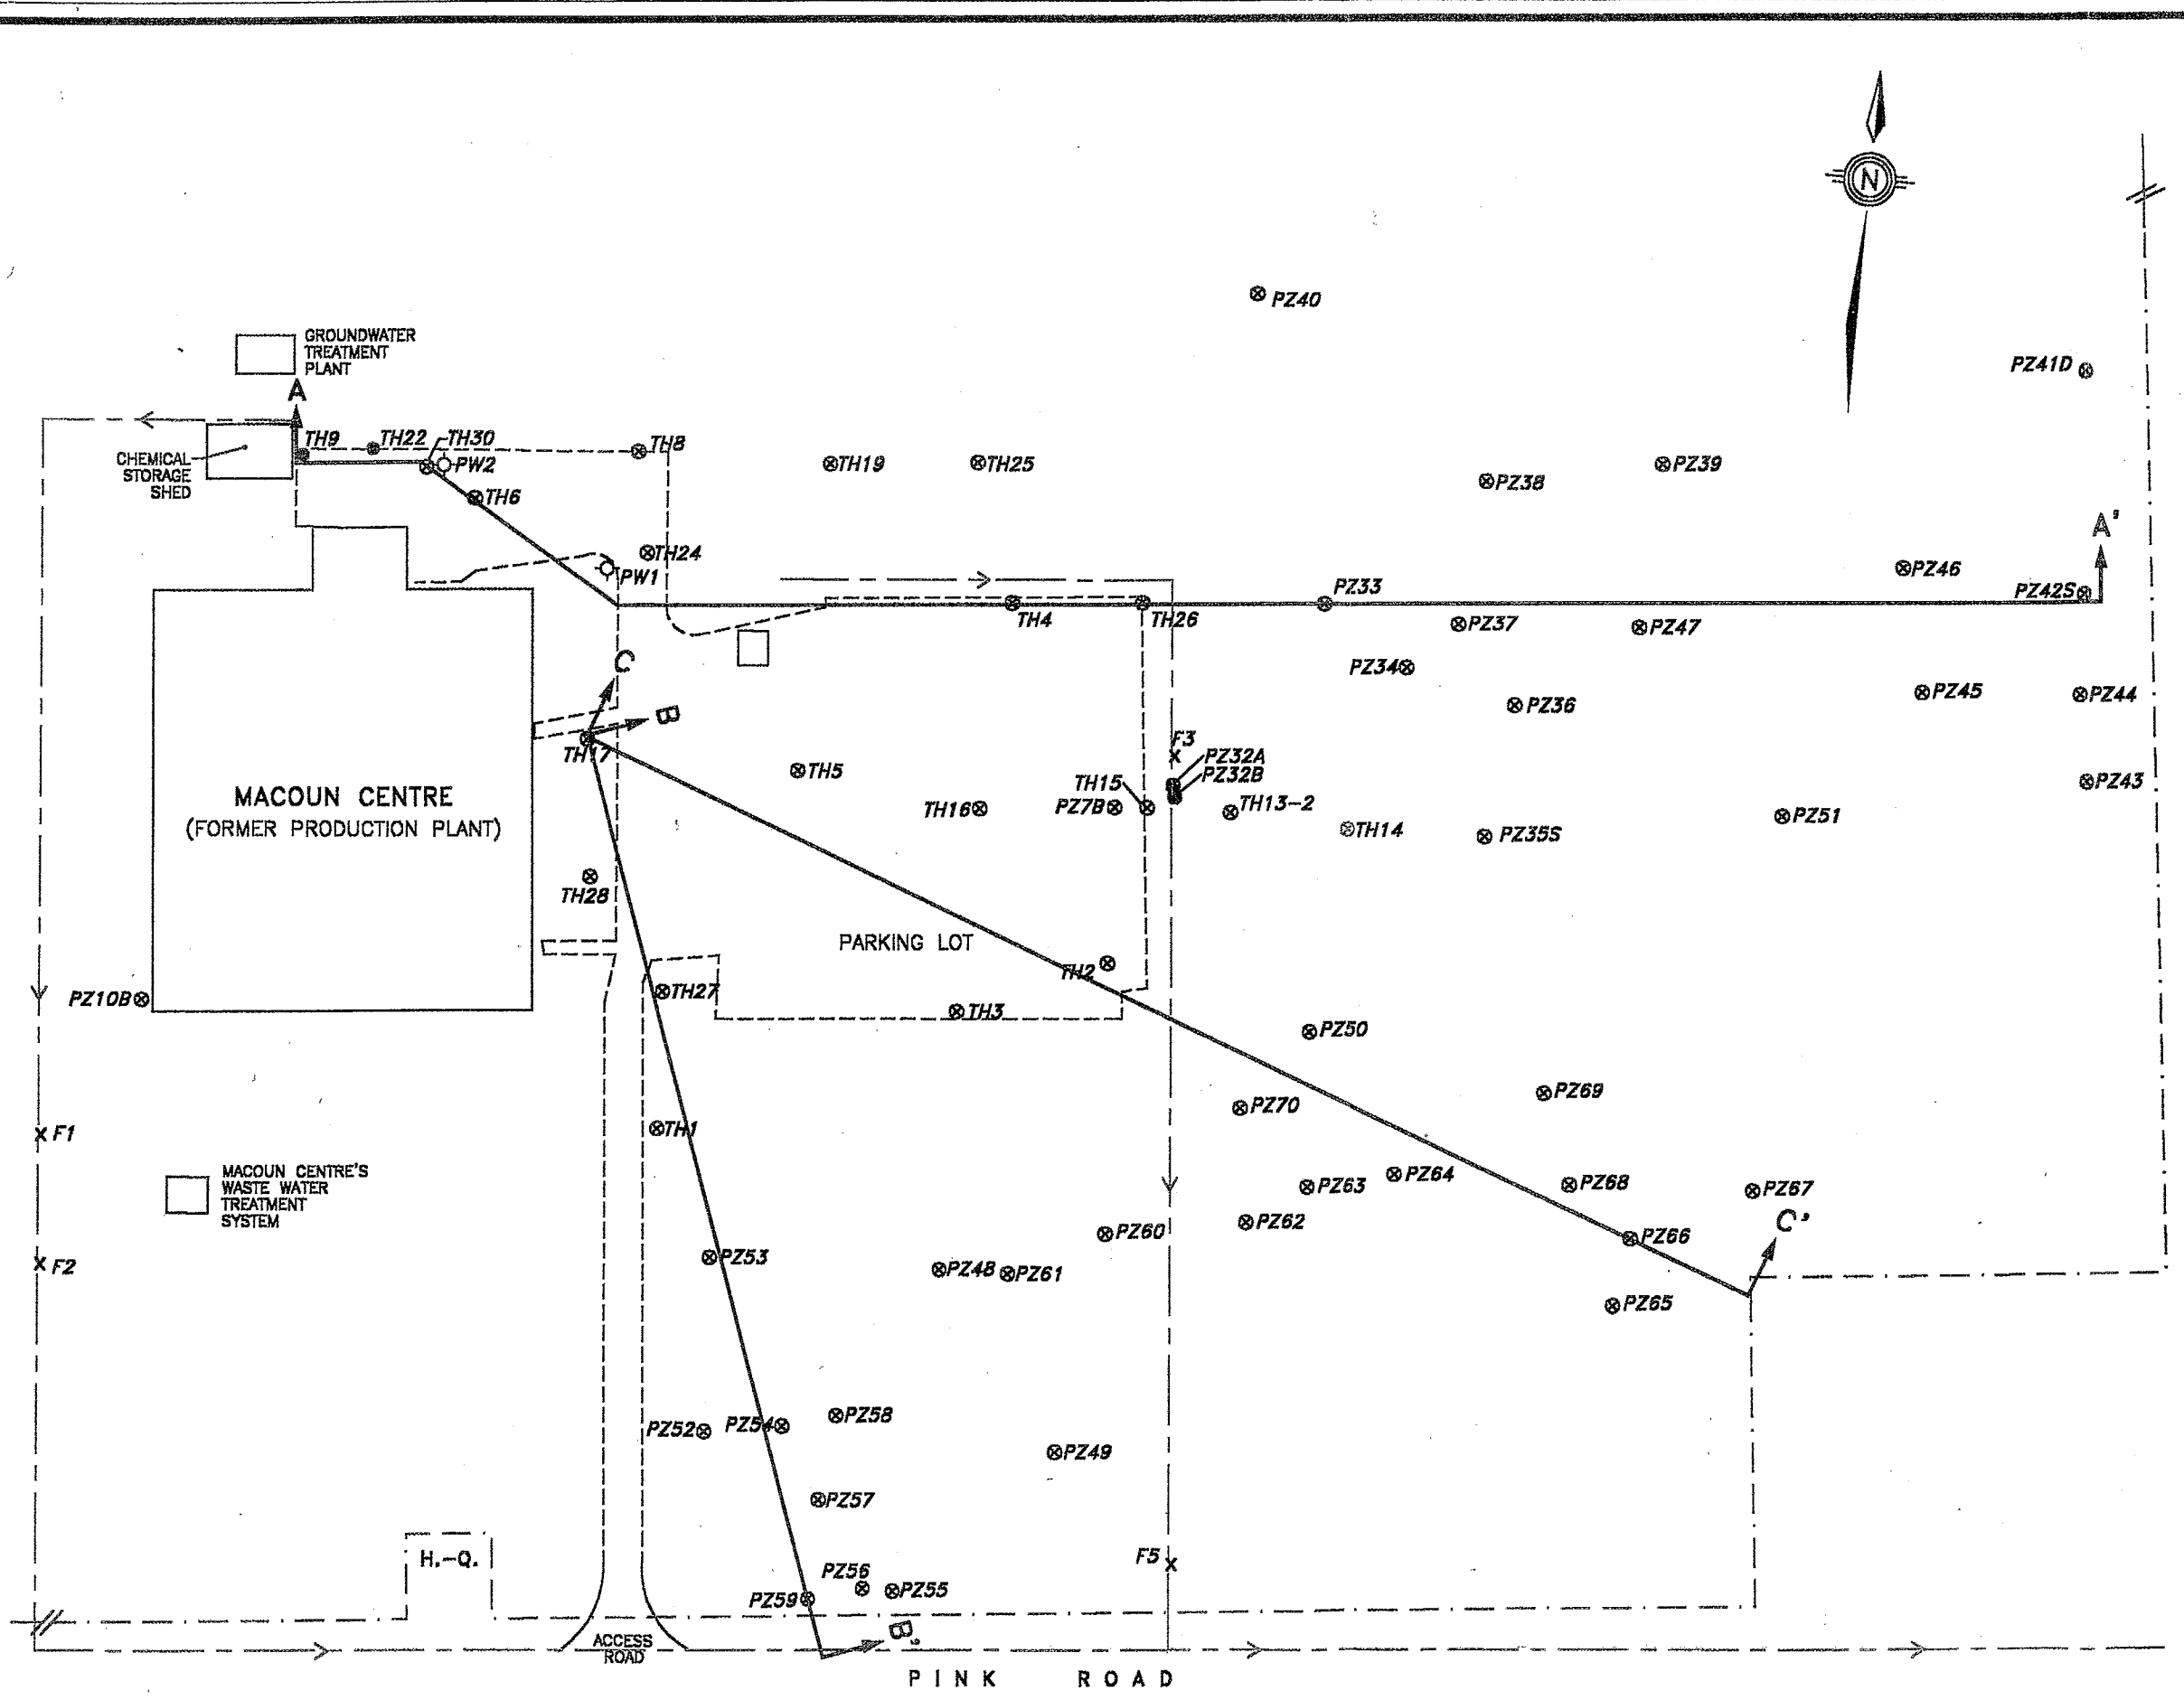 N
PZ40
GROUNDWATER
TREATMENT
PLANT
PZ41D
A
TH9
TH22
TH30
TH8
CHEMICAL
STORAGE
SHED
PW2
TH19
TH25
PZ39
PZ38
TH6
A'
TH24
PW1
PZ46
PZ33
PZ42S
TH4
TH26
PZ37
PZ47
C
PZ34
B
PZ36
PZ45
PZ44
TH17
F3
PZ32A
PZ32B
TH5
TH15
PZ43
MACOUN CENTRE
(FORMER PRODUCTION PLANT)
TH16
PZ7B
TH13-2
TH14
PZ35S
PZ51
TH28
PARKING LOT
TH2
PZ10B
TH27
TH3
PZ50
PZ69
PZ70
F1
TH1
MACOUN CENTRE'S
WASTE WATER
TREATMENT
SYSTEM
PZ63
PZ64
PZ68
PZ67
C'
PZ62
PZ60
PZ66
F2
PZ53
PZ48
PZ61
PZ65
PZ52
PZ54
PZ58
PZ49
PZ57
H.-Q.
F5
PZ56
PZ59
PZ55
B'
ACCESS
ROAD
PINK ROAD